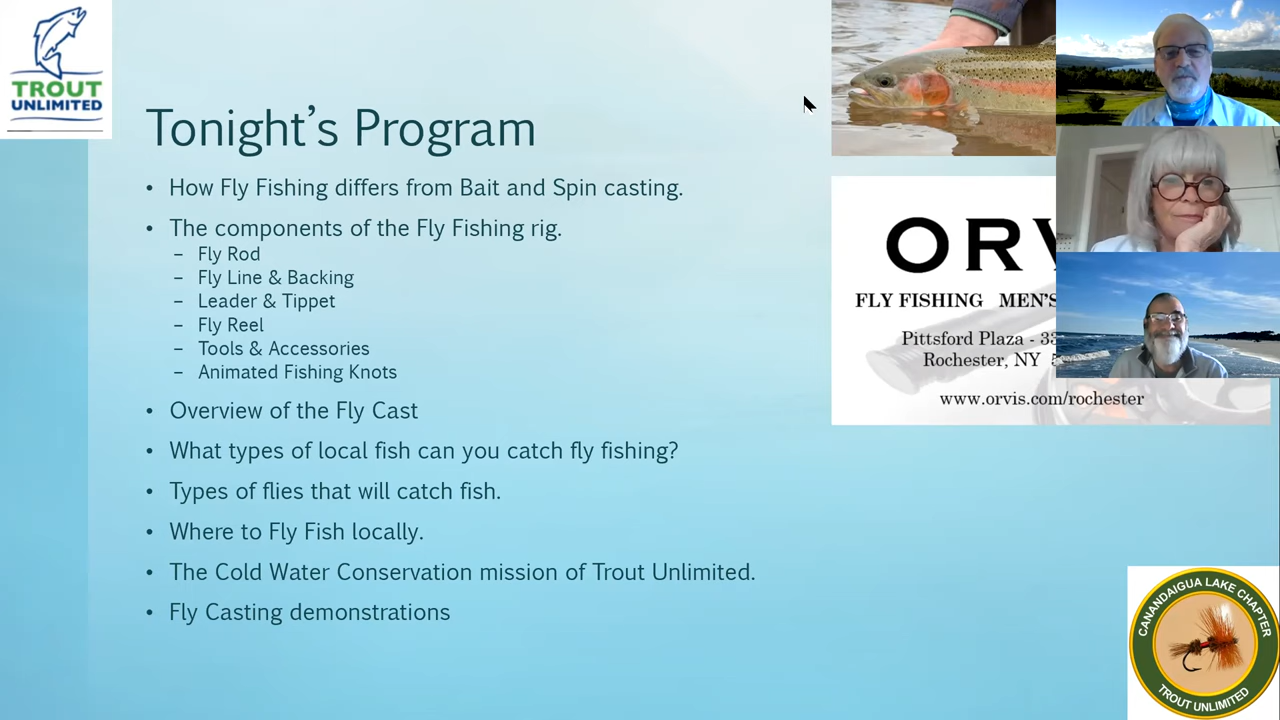 TROUT
UNLIMITED
Tonight's Program
• How Fly Fishing differs from Bait and Spin casting.
• The components of the Fly Fishing rig.
– Fly Rod
– Fly Line & Backing
– Leader & Tippet
– Fly Reel
– Tools & Accessories
– Animated Fishing Knots
• Overview of the Fly Cast
• What types of local fish can you catch fly fishing?
• Types of flies that will catch fish.
• Where to Fly Fish locally.
• The Cold Water Conservation mission of Trout Unlimited.
• Fly Casting demonstrations
FLY FISHING MEN'S
Pittsford Plaza - 33
Rochester, NY
www.orvis.com/rochester
CANANDAIGUA LAKE CHAPTER
TROUT UNLIMITED